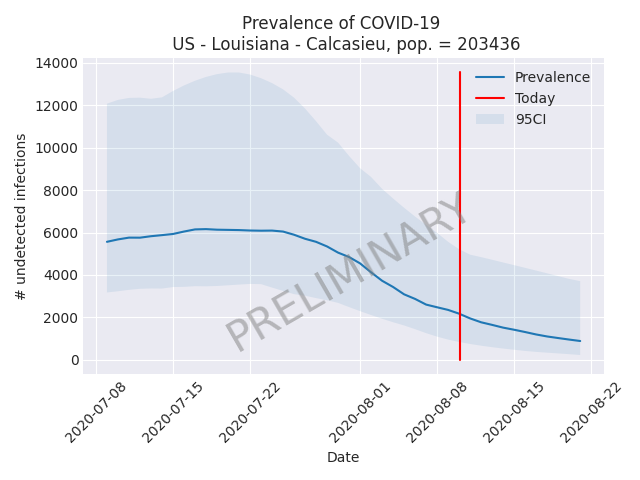 Prevalence of COVID-19
US - Louisiana - Calcasieu, pop. = 203436
# undetected infections
14000
12000
10000
8000
6000
4000
2000
0
Prevalence
Today
95CI
PRELIMINARY
2020-07-08
2020-07-15
2020-07-22
2020-08-01
2020-08-08
2020-08-15
2020-08-22
Date